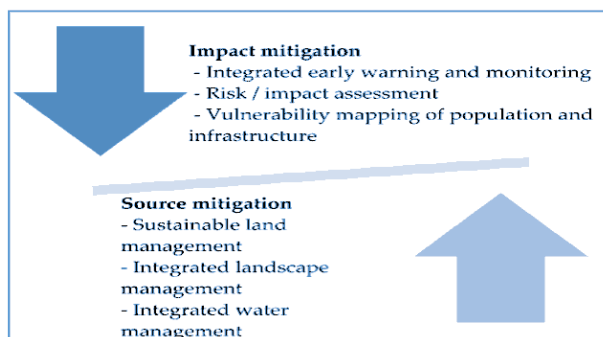 Impact mitigation
- Integrated early warning and monitoring
- Risk / impact assessment
- Vulnerability mapping of population and
infrastructure
Source mitigation
- Sustainable land
management
- Integrated landscape
management
- Integrated water
management